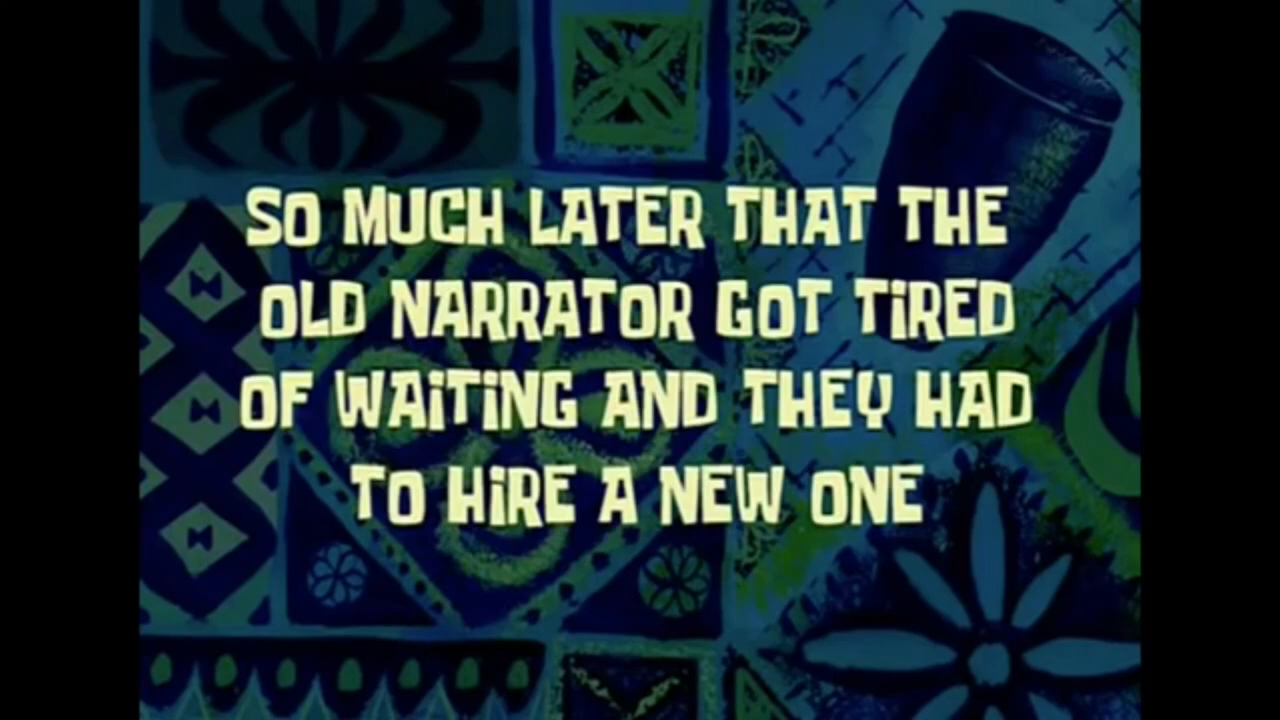 SO MUCH LATER THAT THE
OLD NARRATOR GOT TiRED
OF WAiTiNG AND THEY HAD
TO HiRE A NEW ONE